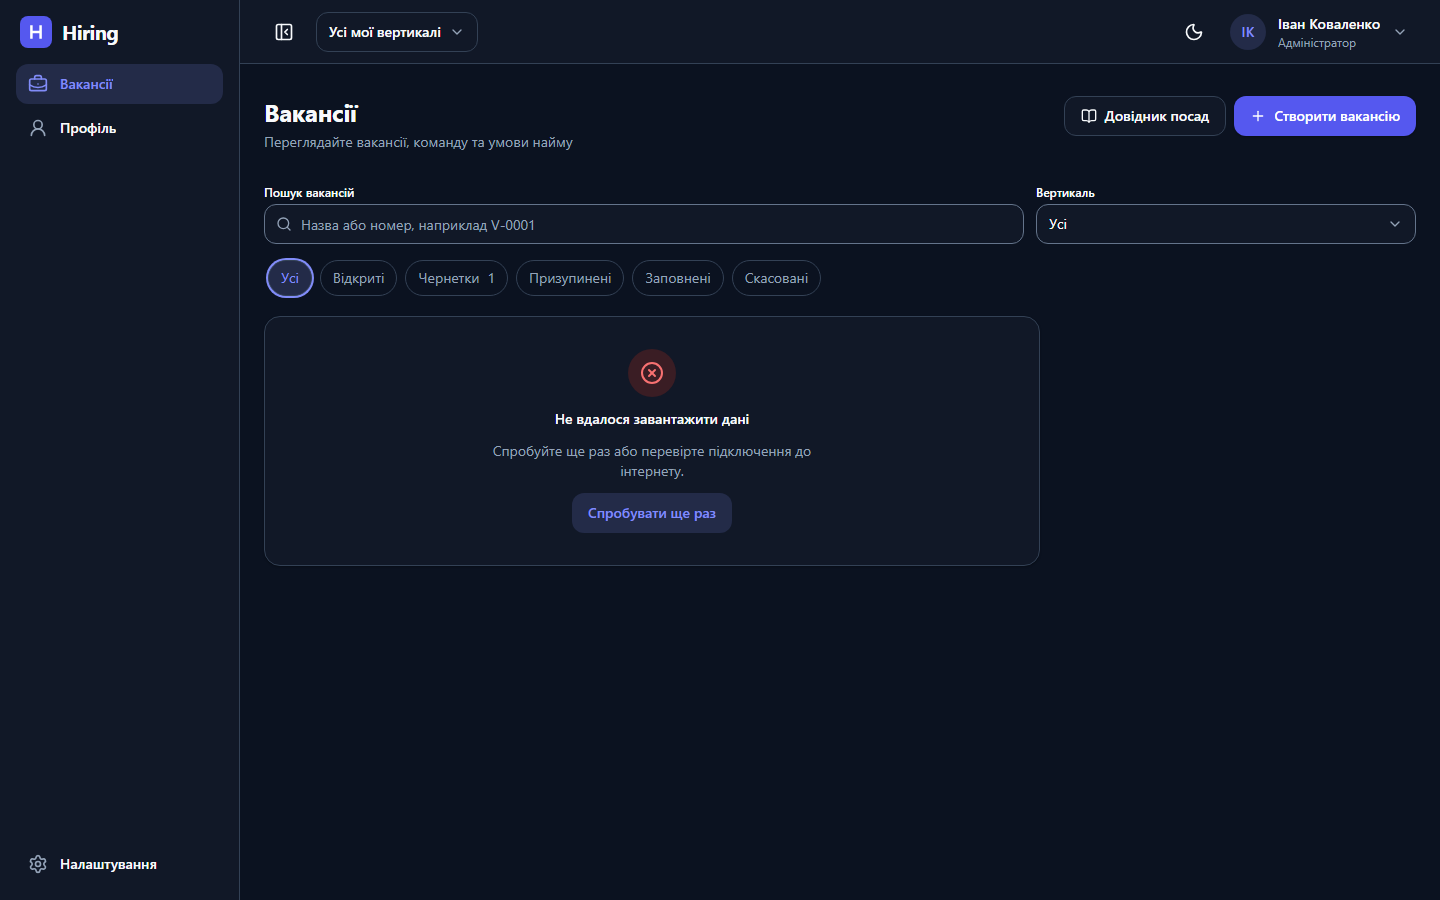 H Hiring
Вакансії
Профіль
Налаштування
Усі мої вертикалі
ІК
Іван Коваленко
Адміністратор
Вакансії
Переглядайте вакансії, команду та умови найму
Довідник посад
Створити вакансію
Пошук вакансій
Назва або номер, наприклад V-0001
Вертикаль
Усі
Усі
Відкриті
Чернетки 1
Призупинені
Заповнені
Скасовані
Не вдалося завантажити дані
Спробуйте ще раз або перевірте підключення до
інтернету.
Спробувати ще раз